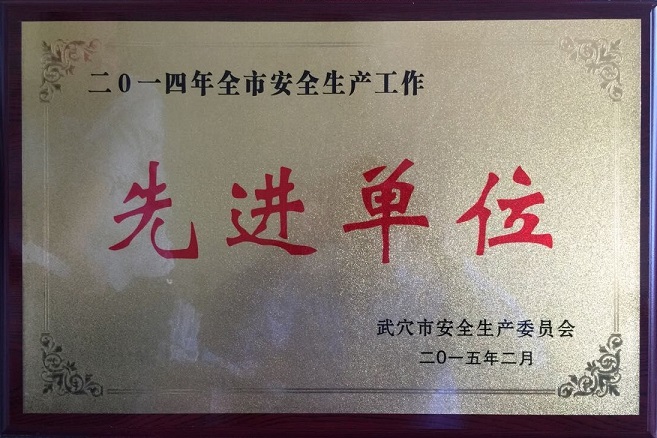 二0一四年全市安全生产工作
先进单位
武穴市安全生产委员会
二0一五年二月